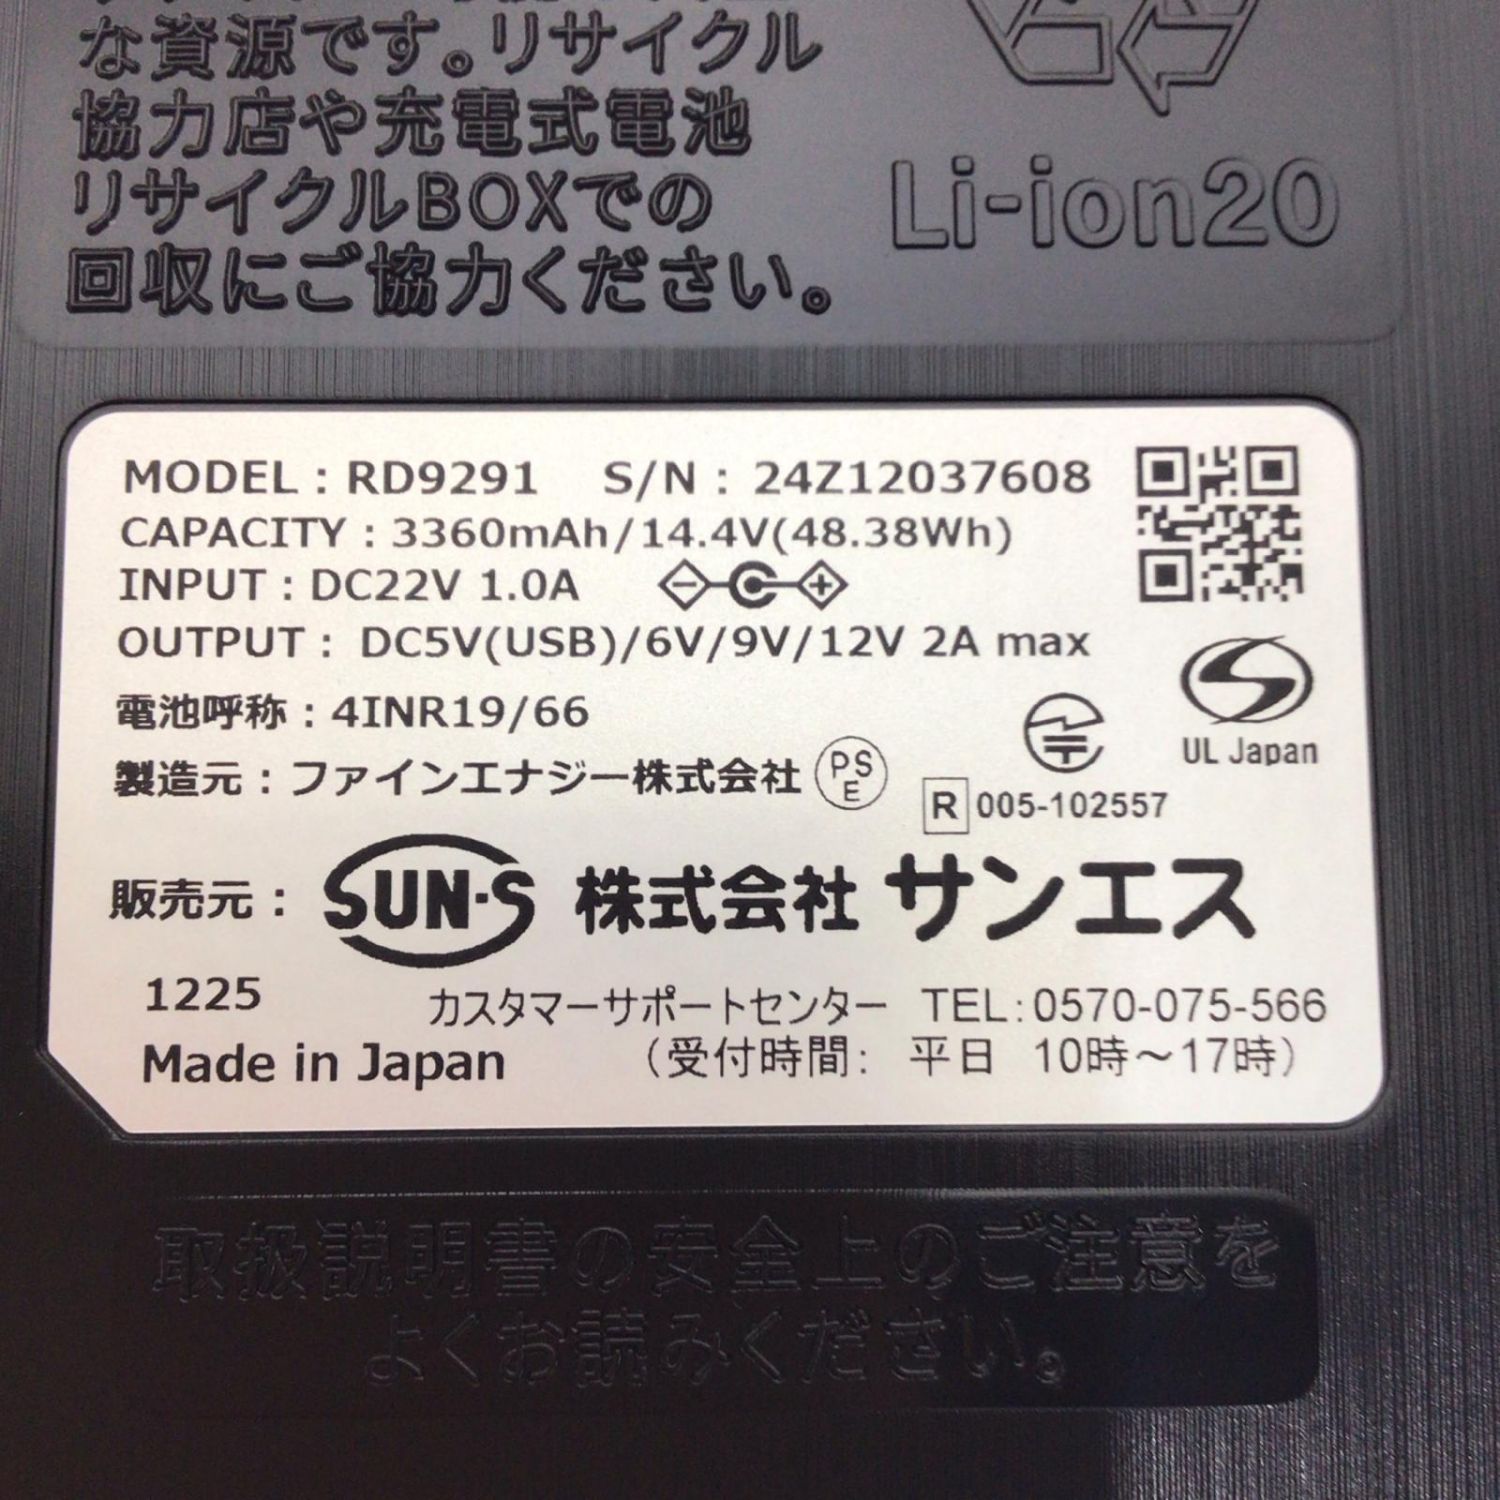 な資源です。リサイクル
協力店や充電式電池
リサイクルBOXでの
回収にご協力ください。
Li-ion20
MODEL : RD9291 S/N : 24Z12037608
CAPACITY : 3360mAh/14.4V(48.38Wh)
INPUT : DC22V 1.0A
OUTPUT : DC5V(USB)/6V/9V/12V 2A max
電池呼称 : 4INR19/66
UL Japan
製造元 : ファインエナジー株式会社 PSE
R 005-102557
販売元 : SUN・S 株式会社 サンエス
1225
カスタマーサポートセンター TEL:0570-075-566
Made in Japan
(受付時間: 平日 10時～17時)
取扱説明書の安全上のご注意を
よくお読みください。